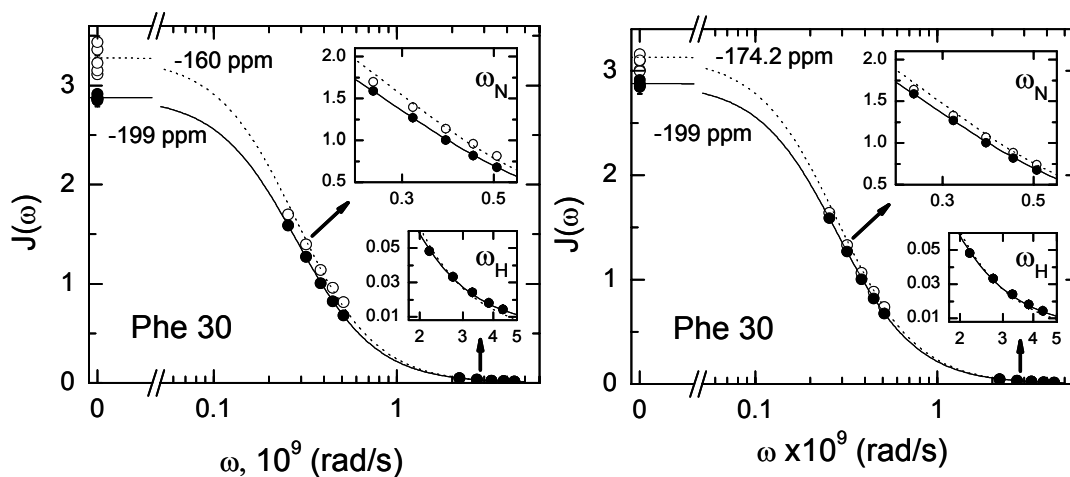 -160 ppm
-199 ppm
Phe 30
J(ω)
3
2
1
0
0
0.1
1
ω, 10⁹ (rad/s)
ω_N
2.0
1.5
1.0
0.5
0.3
0.5
ω_H
0.05
0.03
0.01
2
3
4
5
-174.2 ppm
-199 ppm
Phe 30
J(ω)
3
2
1
0
0
0.1
1
ω x10⁹ (rad/s)
ω_N
2.0
1.5
1.0
0.5
0.3
0.5
ω_H
0.05
0.03
0.01
2
3
4
5